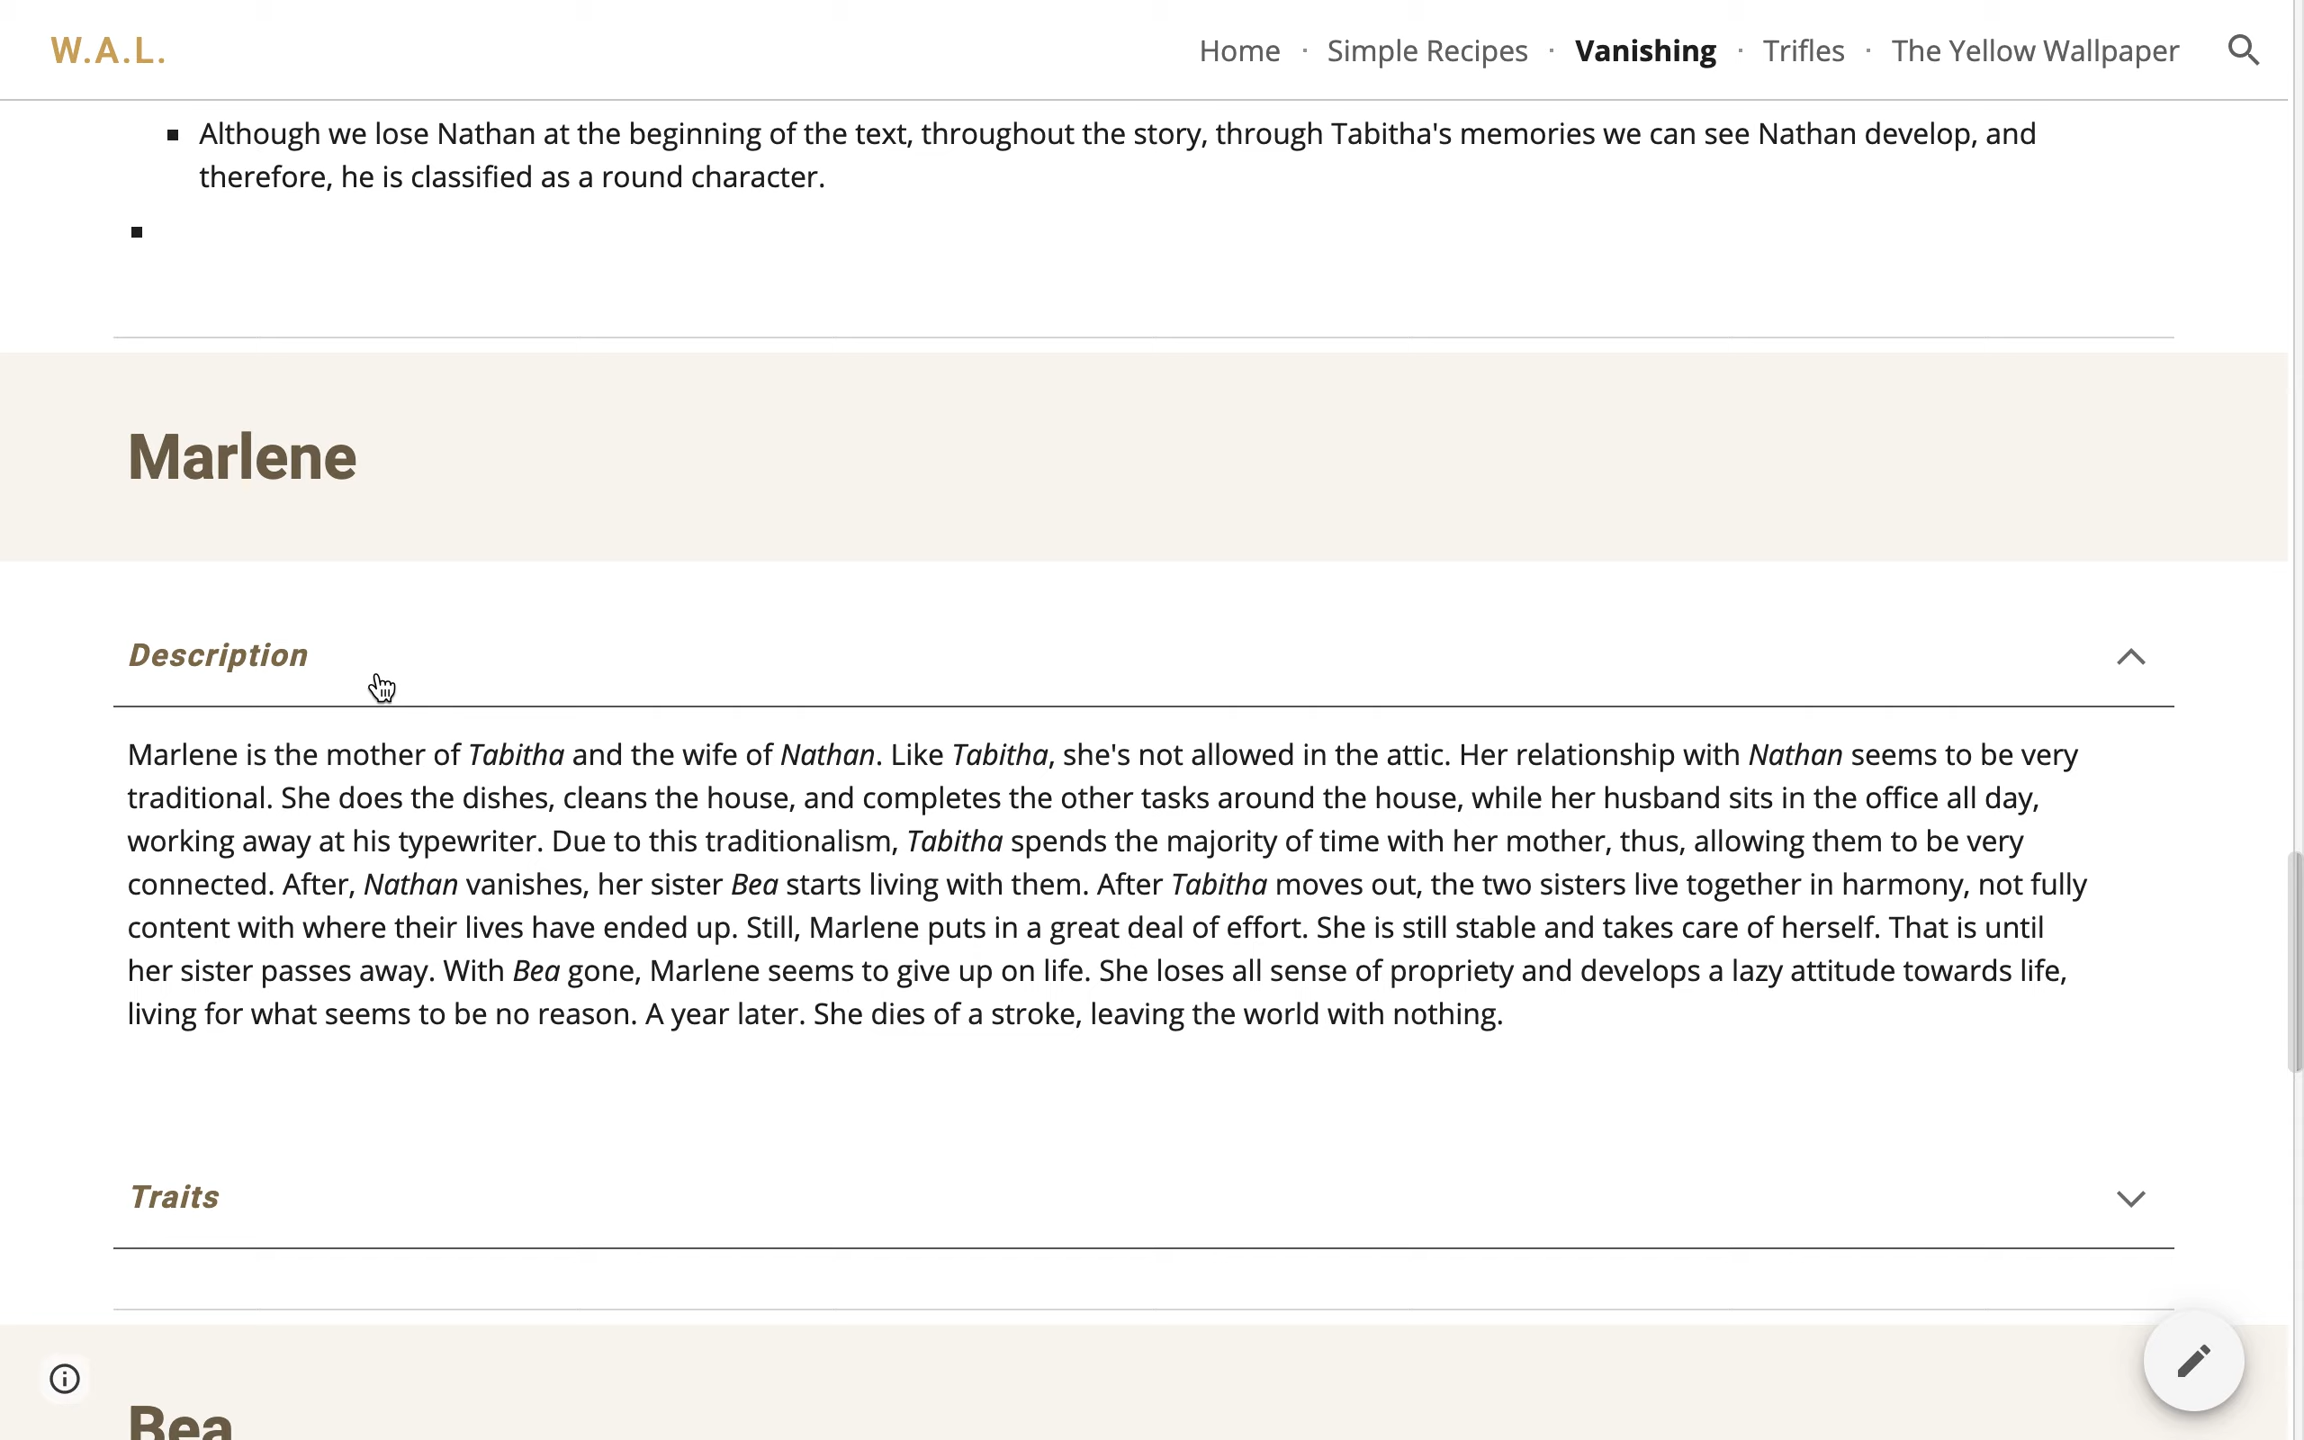 W.A.L.
Home · Simple Recipes · Vanishing · Trifles · The Yellow Wallpaper
▪ Although we lose Nathan at the beginning of the text, throughout the story, through Tabitha's memories we can see Nathan develop, and
therefore, he is classified as a round character.
▪
Marlene
Description
Marlene is the mother of Tabitha and the wife of Nathan. Like Tabitha, she's not allowed in the attic. Her relationship with Nathan seems to be very
traditional. She does the dishes, cleans the house, and completes the other tasks around the house, while her husband sits in the office all day,
working away at his typewriter. Due to this traditionalism, Tabitha spends the majority of time with her mother, thus, allowing them to be very
connected. After, Nathan vanishes, her sister Bea starts living with them. After Tabitha moves out, the two sisters live together in harmony, not fully
content with where their lives have ended up. Still, Marlene puts in a great deal of effort. She is still stable and takes care of herself. That is until
her sister passes away. With Bea gone, Marlene seems to give up on life. She loses all sense of propriety and develops a lazy attitude towards life,
living for what seems to be no reason. A year later. She dies of a stroke, leaving the world with nothing.
Traits
Bea